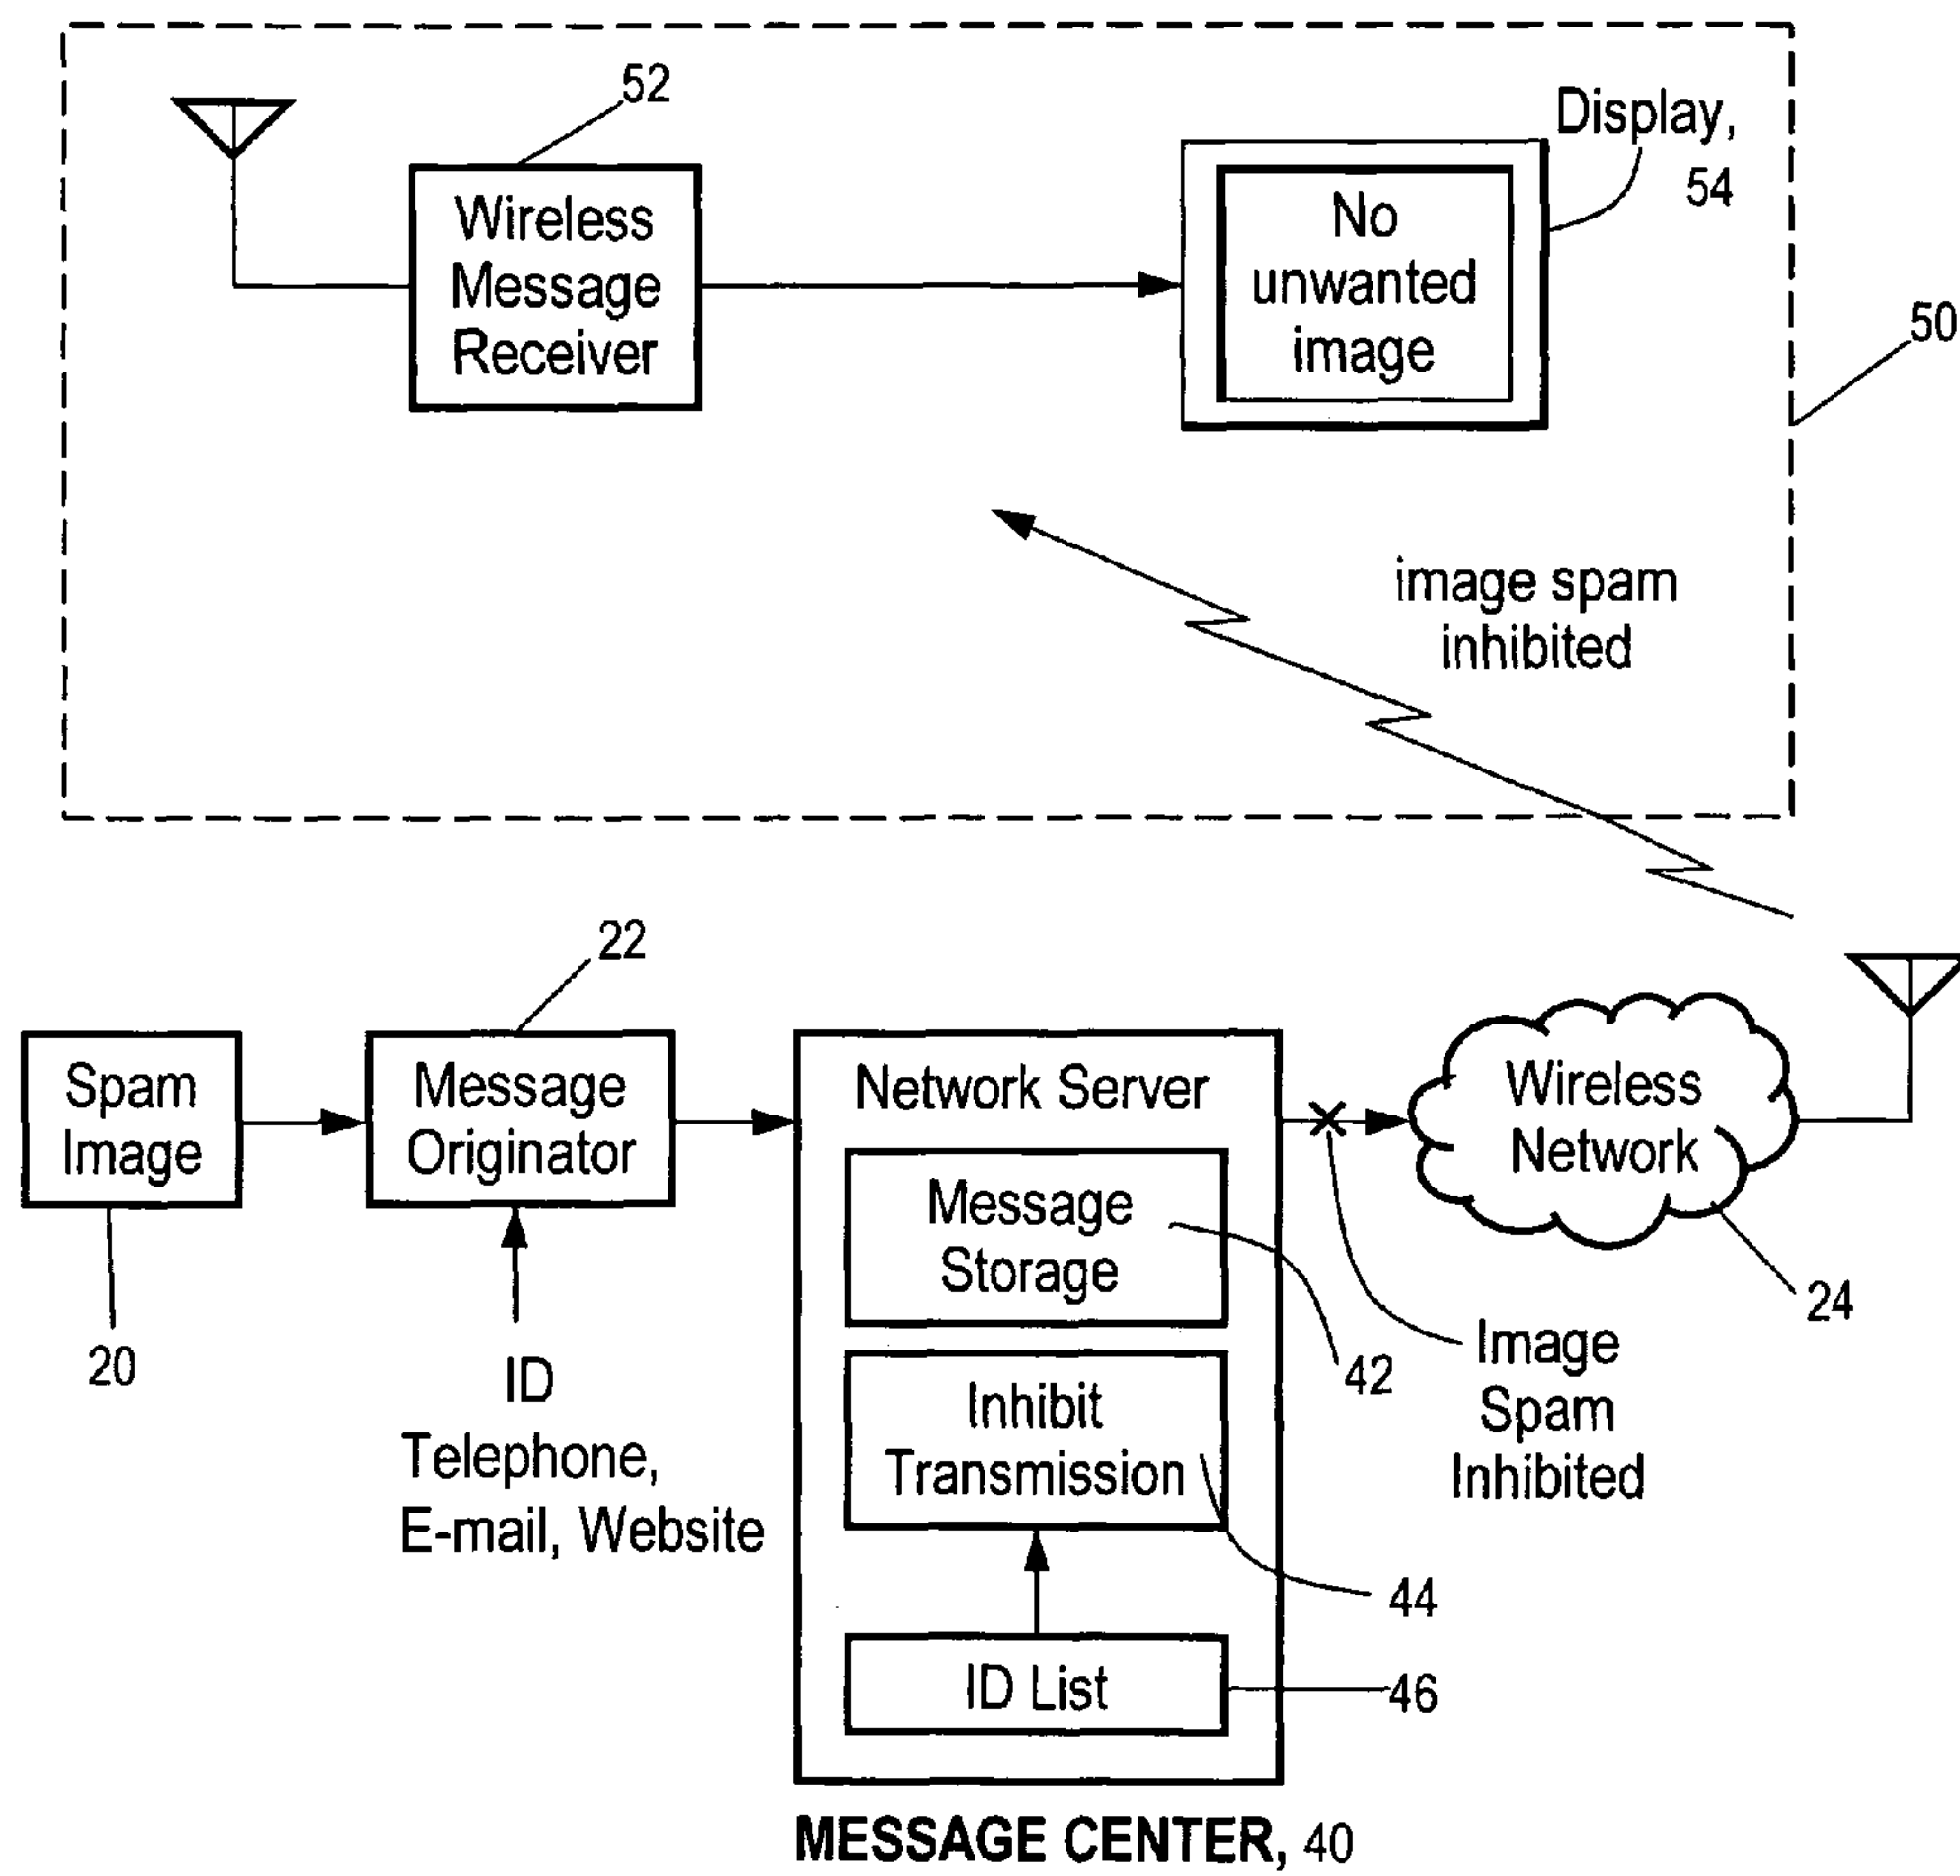 52
Display,
54
Wireless
Message
Receiver
No
unwanted
image
50
image spam
inhibited
22
Spam
Image
Message
Originator
Network Server
Wireless
Network
Message
Storage
24
20
ID
Telephone,
E-mail, Website
42
Image
Spam
Inhibited
Inhibit
Transmission
44
ID List
46
MESSAGE CENTER, 40